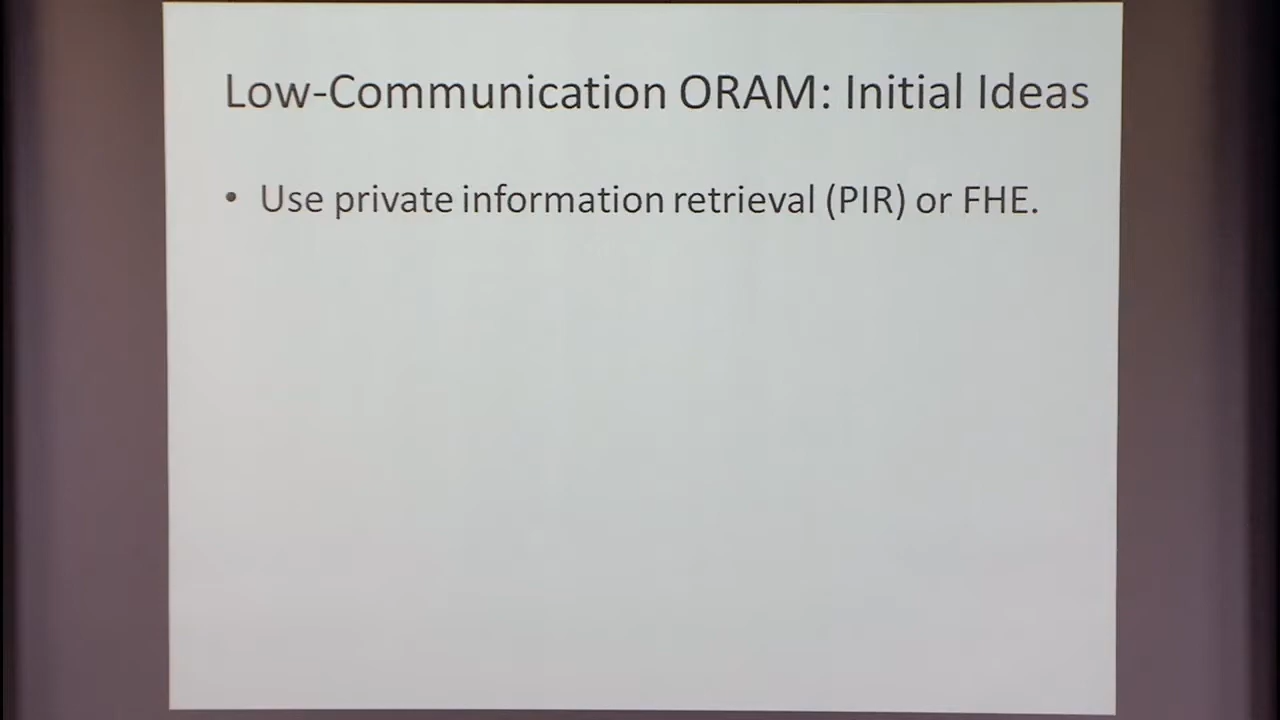 Low-Communication ORAM: Initial Ideas
• Use private information retrieval (PIR) or FHE.